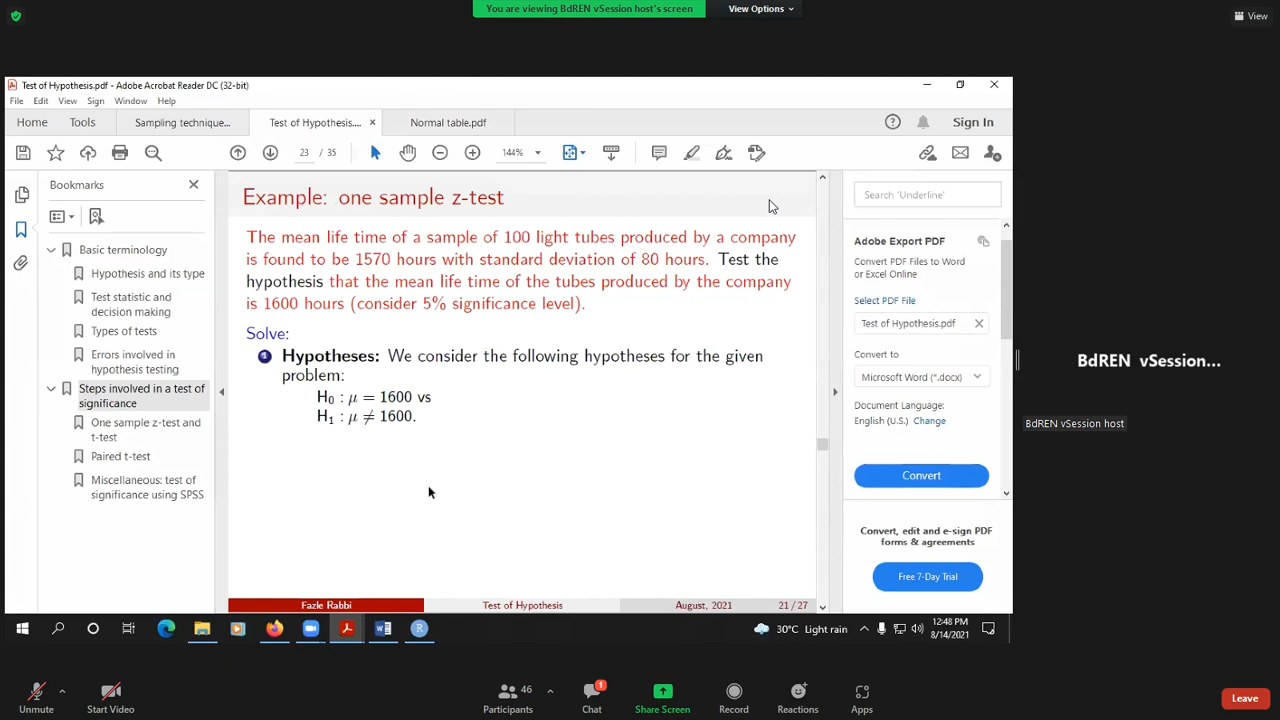 You are viewing BdREN vSession host's screen
View Options
View
Test of Hypothesis.pdf - Adobe Acrobat Reader DC (32-bit)
File Edit View Sign Window Help
Home Tools Sampling technique... Test of Hypothesis.... × Normal table.pdf Sign In
23 / 35 144%
Bookmarks
Basic terminology
Hypothesis and its type
Test statistic and
decision making
Types of tests
Errors involved in
hypothesis testing
Steps involved in a test of
significance
One sample z-test and
t-test
Paired t-test
Miscellaneous: test of
significance using SPSS
Example: one sample z-test
The mean life time of a sample of 100 light tubes produced by a company
is found to be 1570 hours with standard deviation of 80 hours. Test the
hypothesis that the mean life time of the tubes produced by the company
is 1600 hours (consider 5% significance level).
Solve:
1 Hypotheses: We consider the following hypotheses for the given
problem:
H₀ : μ = 1600 vs
H₁ : μ ≠ 1600.
Fazle Rabbi Test of Hypothesis August, 2021 21 / 27
Search 'Underline'
Adobe Export PDF
Convert PDF Files to Word
or Excel Online
Select PDF File
Test of Hypothesis.pdf
Convert to
Microsoft Word (*.docx)
Document Language:
English (U.S.) Change
Convert
Convert, edit and e-sign PDF
forms & agreements
Free 7-Day Trial
BdREN vSession...
BdREN vSession host
30°C Light rain
12:48 PM
8/14/2021
Unmute
Start Video
46
Participants
1
Chat
Share Screen
Record
Reactions
Apps
Leave